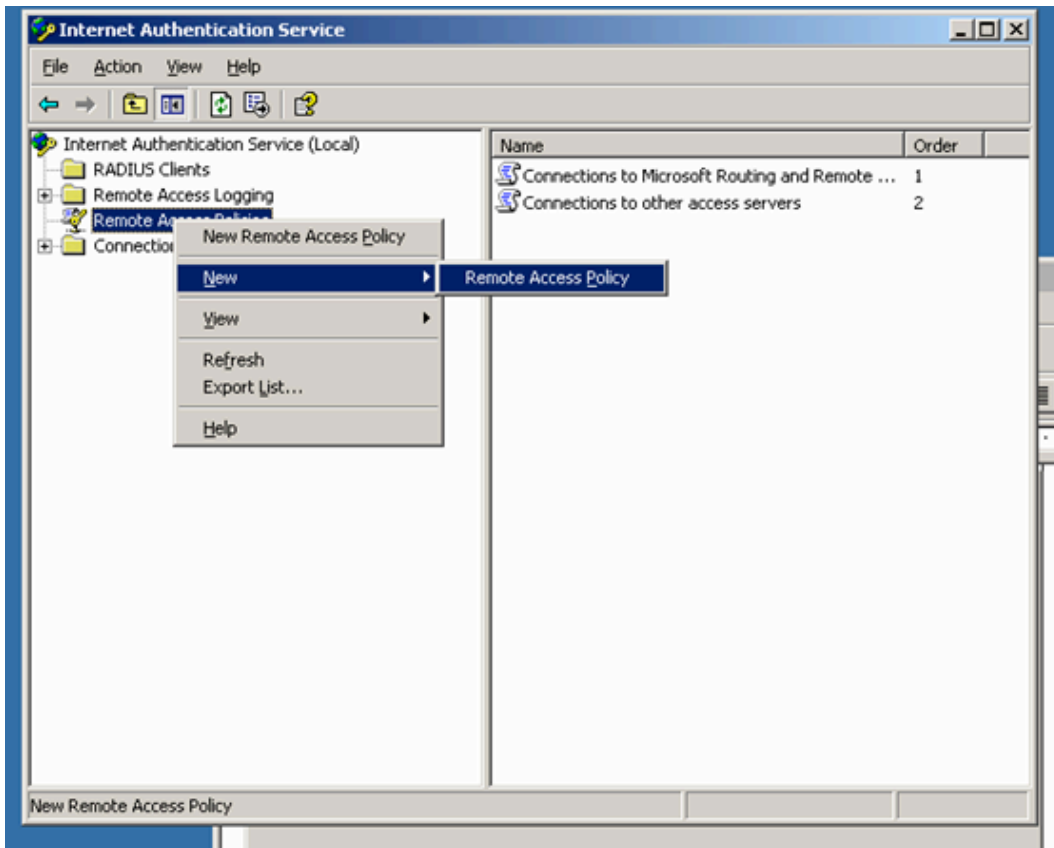 Internet Authentication Service
File Action View Help
Internet Authentication Service (Local)
RADIUS Clients
Remote Access Logging
Remote Access Policies
Connection
New Remote Access Policy
New
View
Refresh
Export List...
Help
Remote Access Policy
Name Order
Connections to Microsoft Routing and Remote ... 1
Connections to other access servers 2
New Remote Access Policy